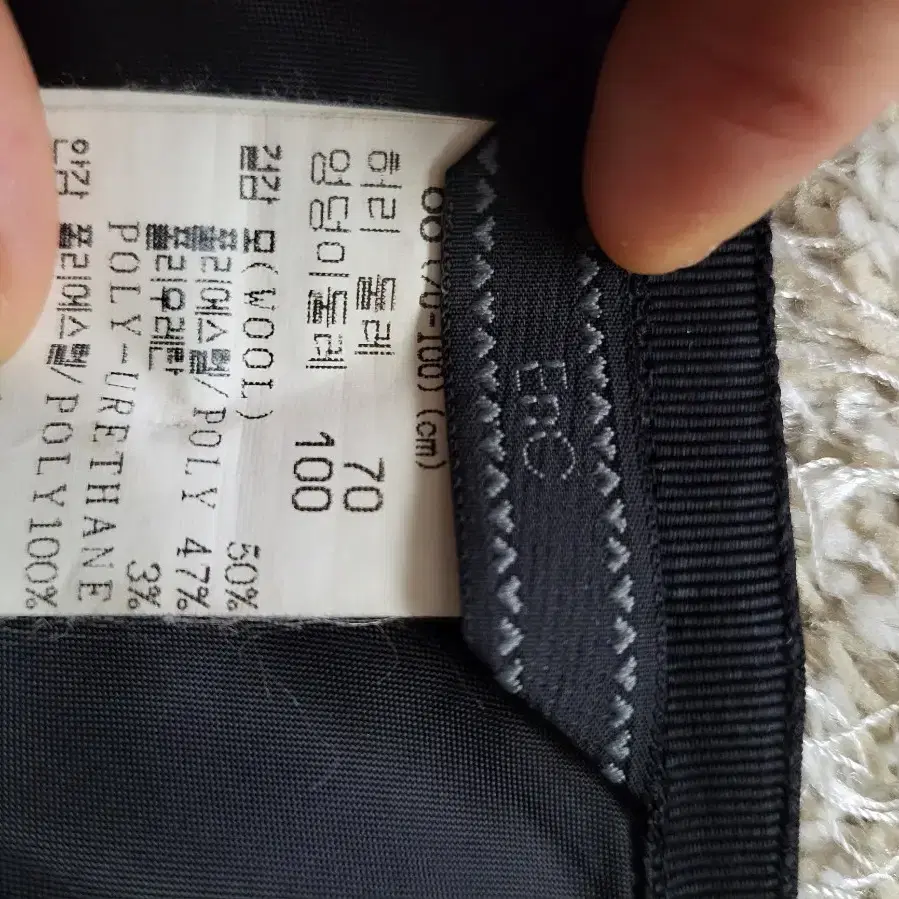 EnC
(70-100)(cm)
허리 둘레 70
엉덩이둘레 100
겉감 모(WOOL) 50%
폴리에스텔/POLY 47%
폴리우레탄 3%
POLY-URETHANE
안감 폴리에스텔/POLY100%